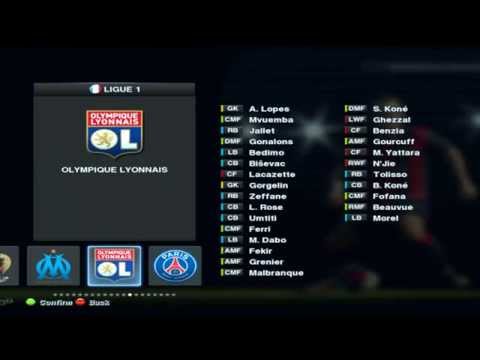 LIGUE 1
OLYMPIQUE
LYONNAIS
OL
OLYMPIQUE LYONNAIS
GK A. Lopes
CMF Mvuemba
RB Jallet
DMF Gonalons
LB Bedimo
CB Biševac
CF Lacazette
GK Gorgelin
RB Zeffane
CB L. Rose
CB Umtiti
CMF Ferri
LB M. Dabo
AMF Fekir
AMF Grenier
CMF Malbranque
DMF S. Koné
LWF Ghezzal
CF Benzia
AMF Gourcuff
CF M. Yattara
RWF N'Jie
RB Tolisso
CB B. Koné
CMF Fofana
RMF Beauvue
LB Morel
OLYMPIQUE
LYONNAIS
OL
PARIS
Confirm Back